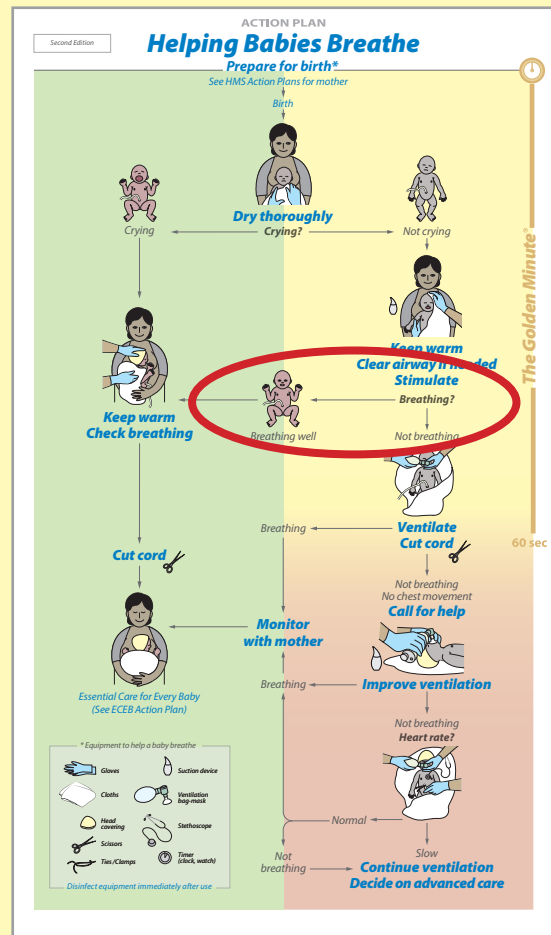 ACTION PLAN
Second Edition
Helping Babies Breathe
Prepare for birth*
See HMS Action Plans for mother
Birth
Dry thoroughly
Crying
Crying?
Not crying
The Golden Minute®
Keep warm
Clear airway if needed
Stimulate
Breathing?
Keep warm
Check breathing
Breathing well
Not breathing
Breathing
Ventilate
Cut cord
60 sec
Cut cord
Not breathing
No chest movement
Call for help
Monitor
with mother
Essential Care for Every Baby
(See ECEB Action Plan)
Breathing
Improve ventilation
Not breathing
Heart rate?
* Equipment to help a baby breathe
Gloves
Suction device
Cloths
Ventilation
bag-mask
Head
covering
Stethoscope
Scissors
Ties/Clamps
Timer
(clock, watch)
Disinfect equipment immediately after use
Normal
Not
breathing
Slow
Continue ventilation
Decide on advanced care